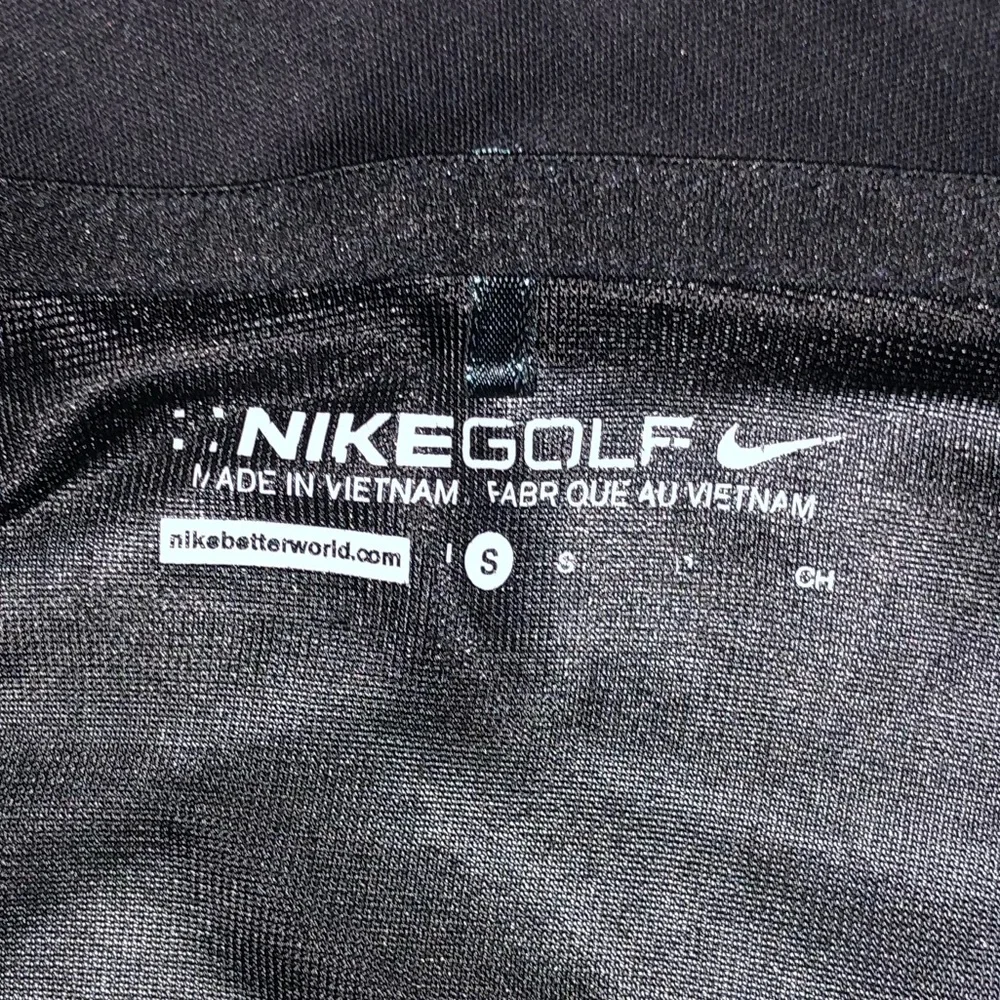 NIKEGOLF
MADE IN VIETNAM FABRIQUE AU VIETNAM
nikebetterworld.com S S CH